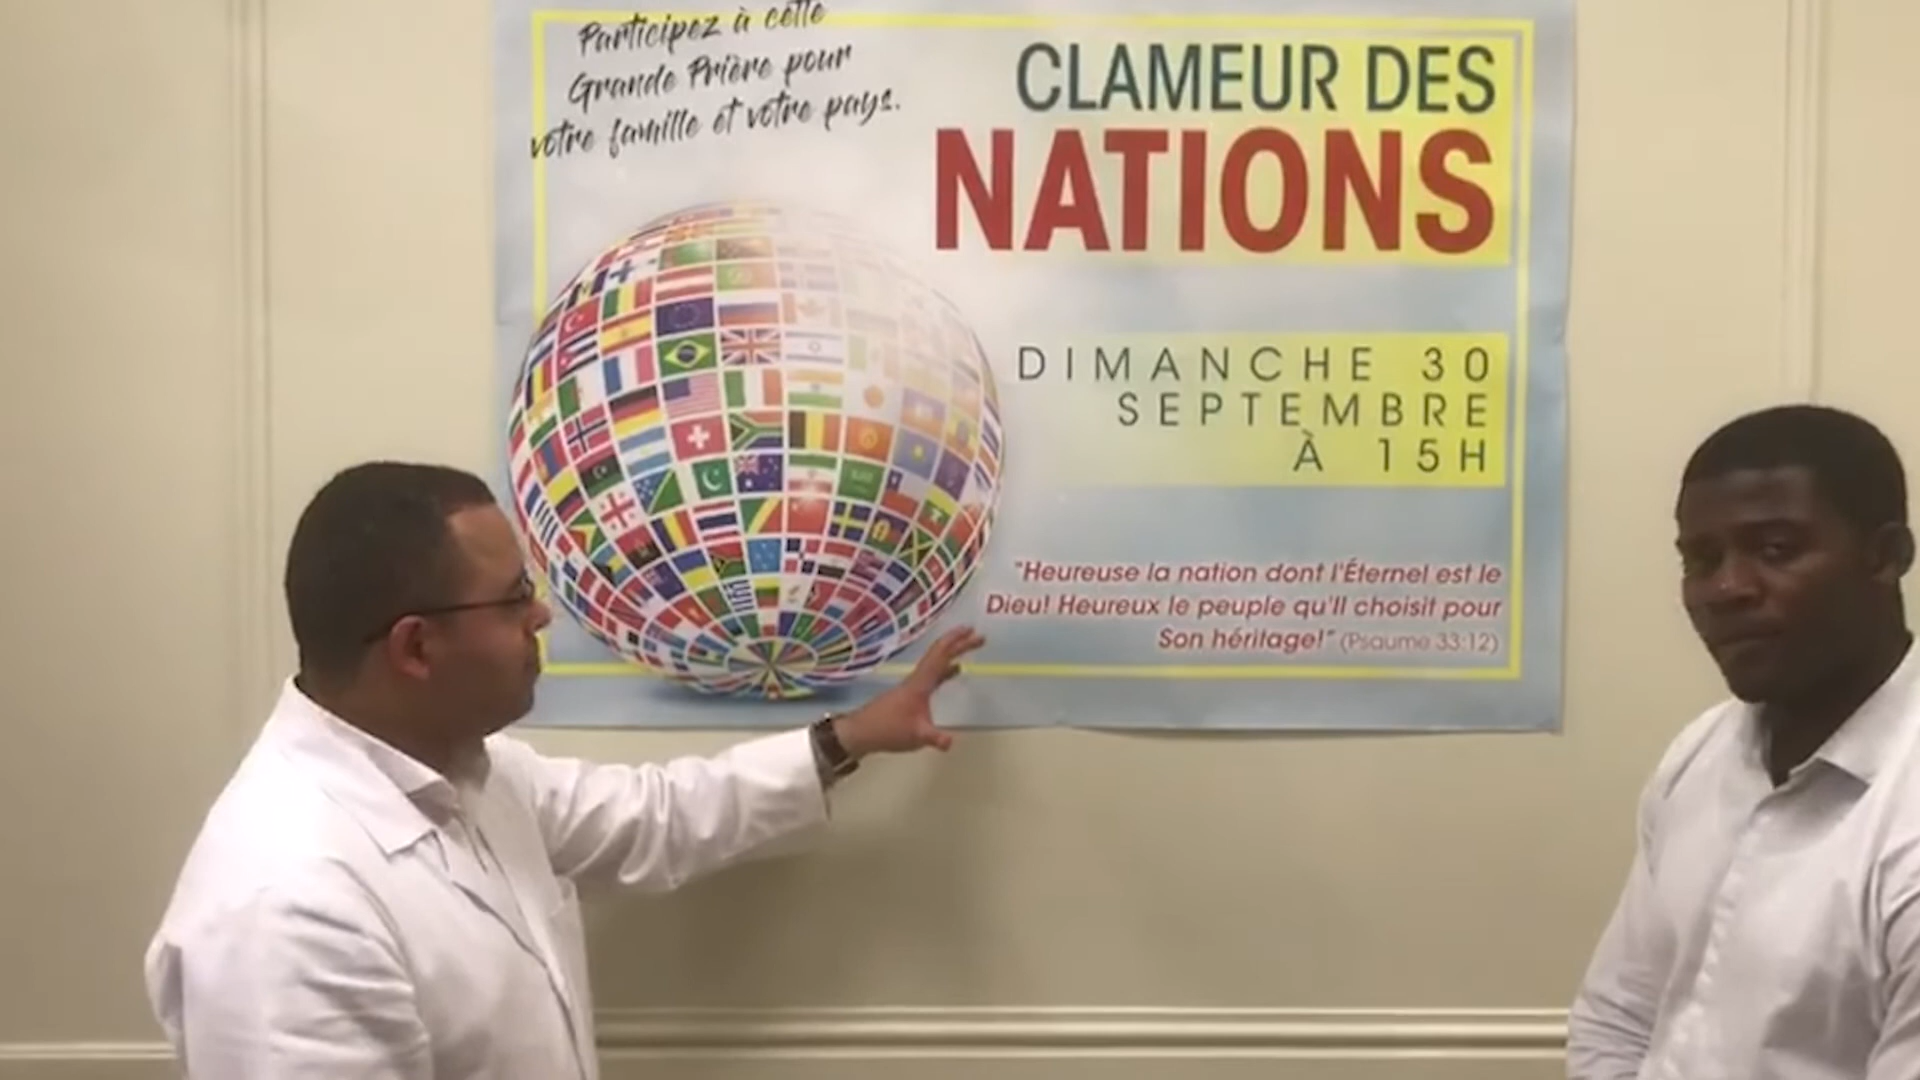 Participez à cette
Grande Prière pour
votre famille et votre pays.
CLAMEUR DES
NATIONS
DIMANCHE 30
SEPTEMBRE
À 15H
"Heureuse la nation dont l'Éternel est le
Dieu! Heureux le peuple qu'Il choisit pour
Son héritage!" (Psaume 33:12)